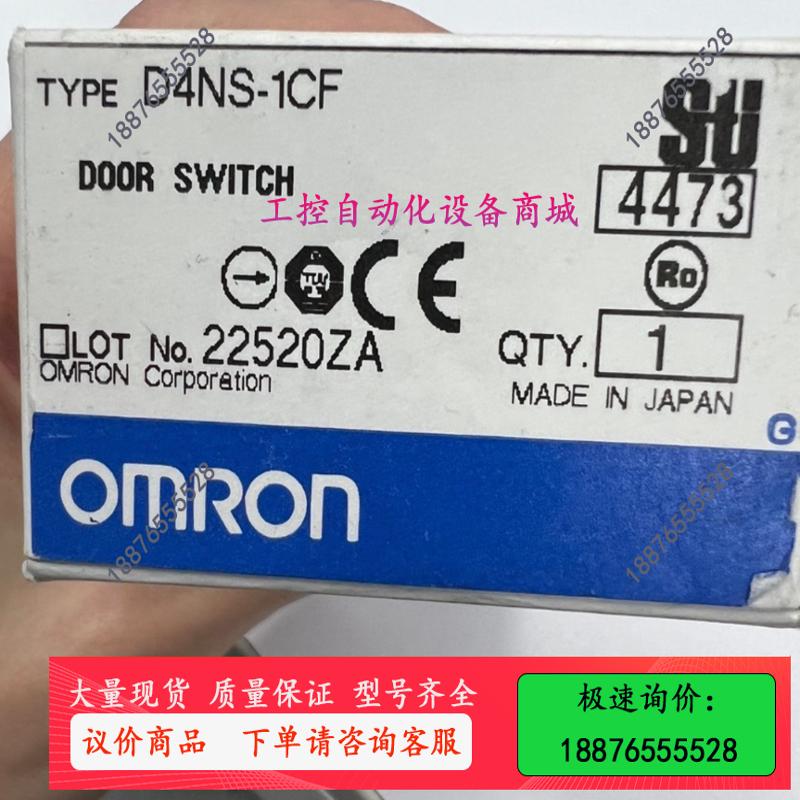 TYPE D4NS-1CF
Sti
DOOR SWITCH
4473
工控自动化设备商城
TUV
CE
Ro
□LOT No. 22520ZA
QTY. 1
OMRON Corporation
MADE IN JAPAN
G
OMRON
18876555528
18876555528
18876555528
18876555528
大量现货 质量保证 型号齐全
议价商品 下单请咨询客服
极速询价:
18876555528